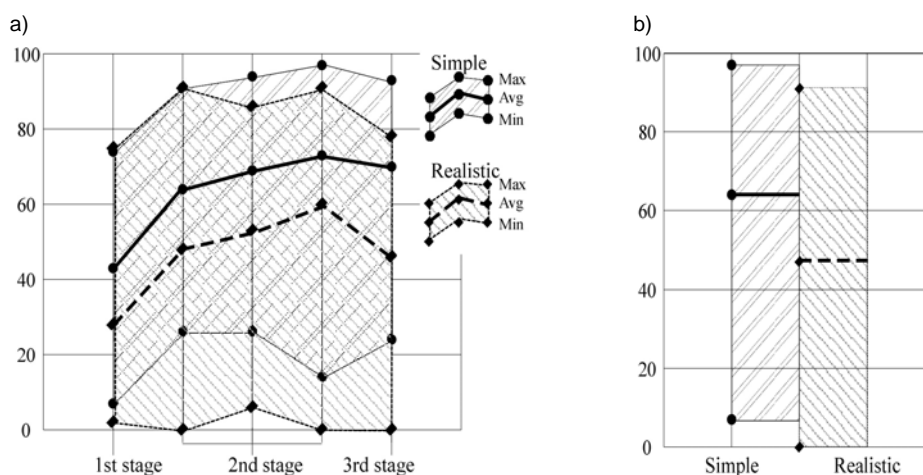 a)
100
80
60
40
20
0
1st stage 2nd stage 3rd stage
Simple
Max
Avg
Min
Realistic
Max
Avg
Min
b)
100
80
60
40
20
0
Simple Realistic